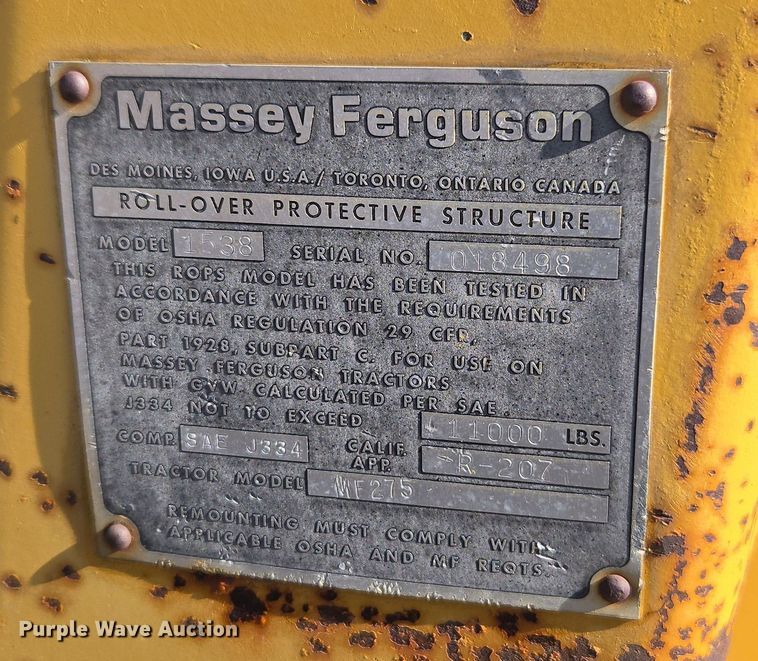 Massey Ferguson
DES MOINES, IOWA U.S.A./ TORONTO, ONTARIO CANADA
ROLL-OVER PROTECTIVE STRUCTURE
MODEL 1538 SERIAL NO. 018498
THIS ROPS MODEL HAS BEEN TESTED IN
ACCORDANCE WITH THE REQUIREMENTS
OF OSHA REGULATION 29 CFR,
PART 1928, SUBPART C. FOR USE ON
MASSEY FERGUSON TRACTORS
WITH GVW CALCULATED PER SAE
J334 NOT TO EXCEED 11000 LBS.
COMP. SAE J334 CALIF. APP. R-207
TRACTOR MODEL MF275
REMOUNTING MUST COMPLY WITH
APPLICABLE OSHA AND MF REQTS.
Purple Wave Auction